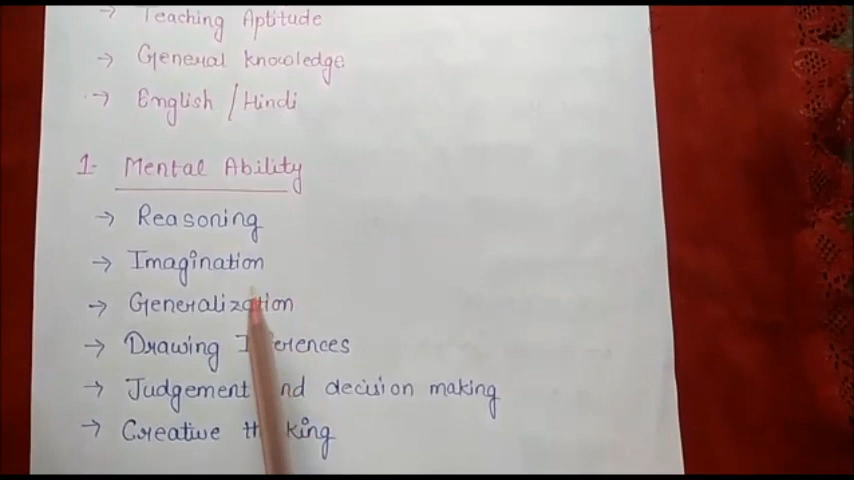 → Teaching Aptitude
→ General knowledge
→ English / Hindi
1- Mental Ability
→ Reasoning
→ Imagination
→ Generalization
→ Drawing
→ Judgement decision making
→ Creative